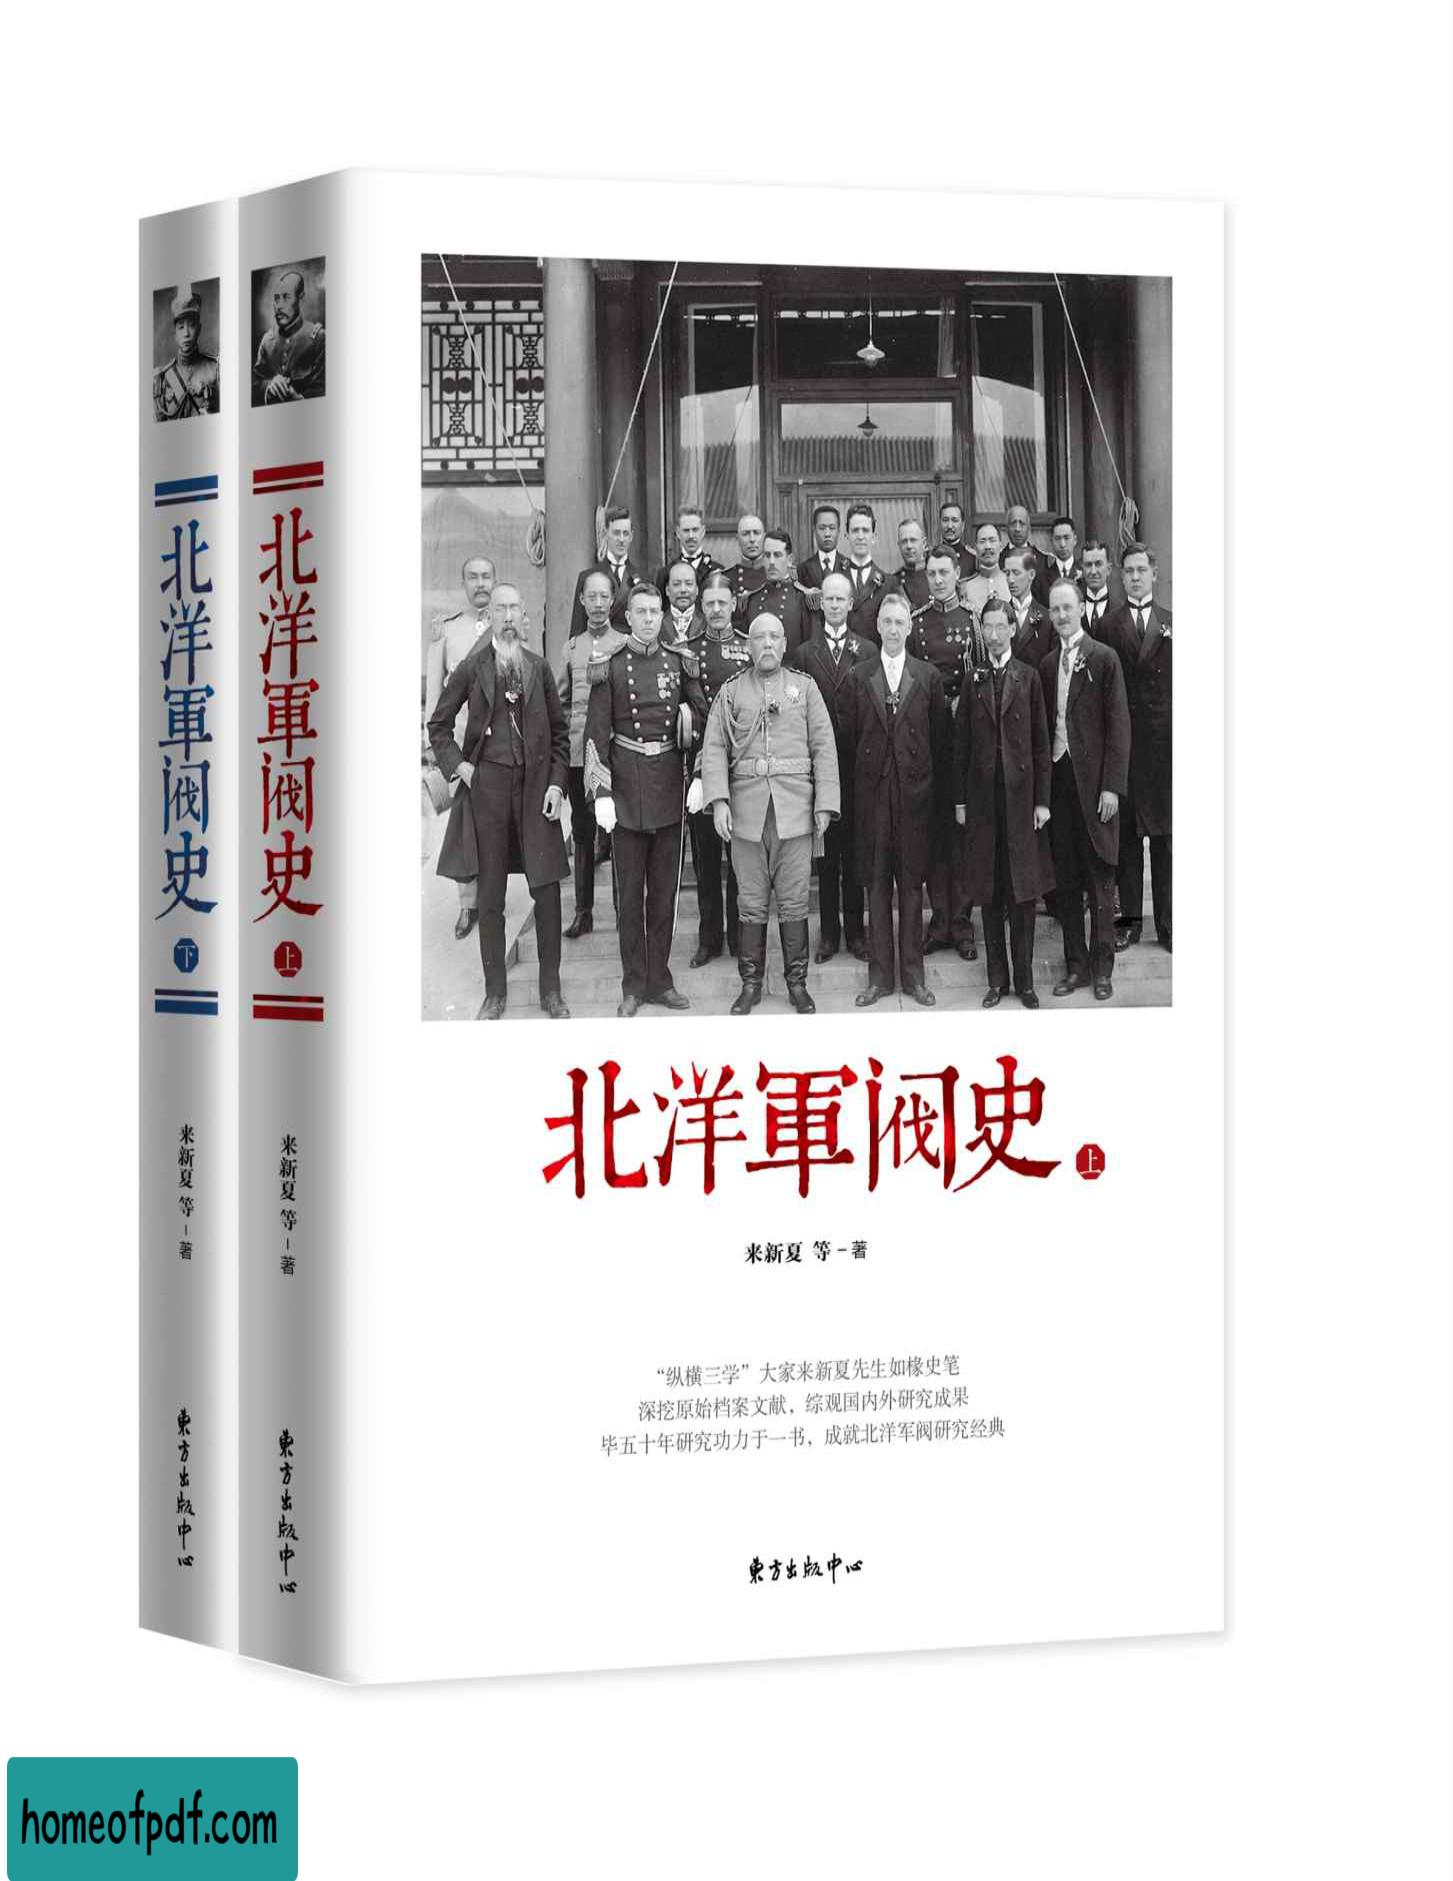 北洋軍阀史 下
来新夏 等 著
東方出版中心
北洋軍阀史 上
来新夏 等 著
東方出版中心
北洋軍阀史 上
来新夏 等 著
“纵横三学”大家来新夏先生如椽史笔
深挖原始档案文献，综观国内外研究成果
毕五十年研究功力于一书，成就北洋军阀研究经典
東方出版中心
homeofpdf.com